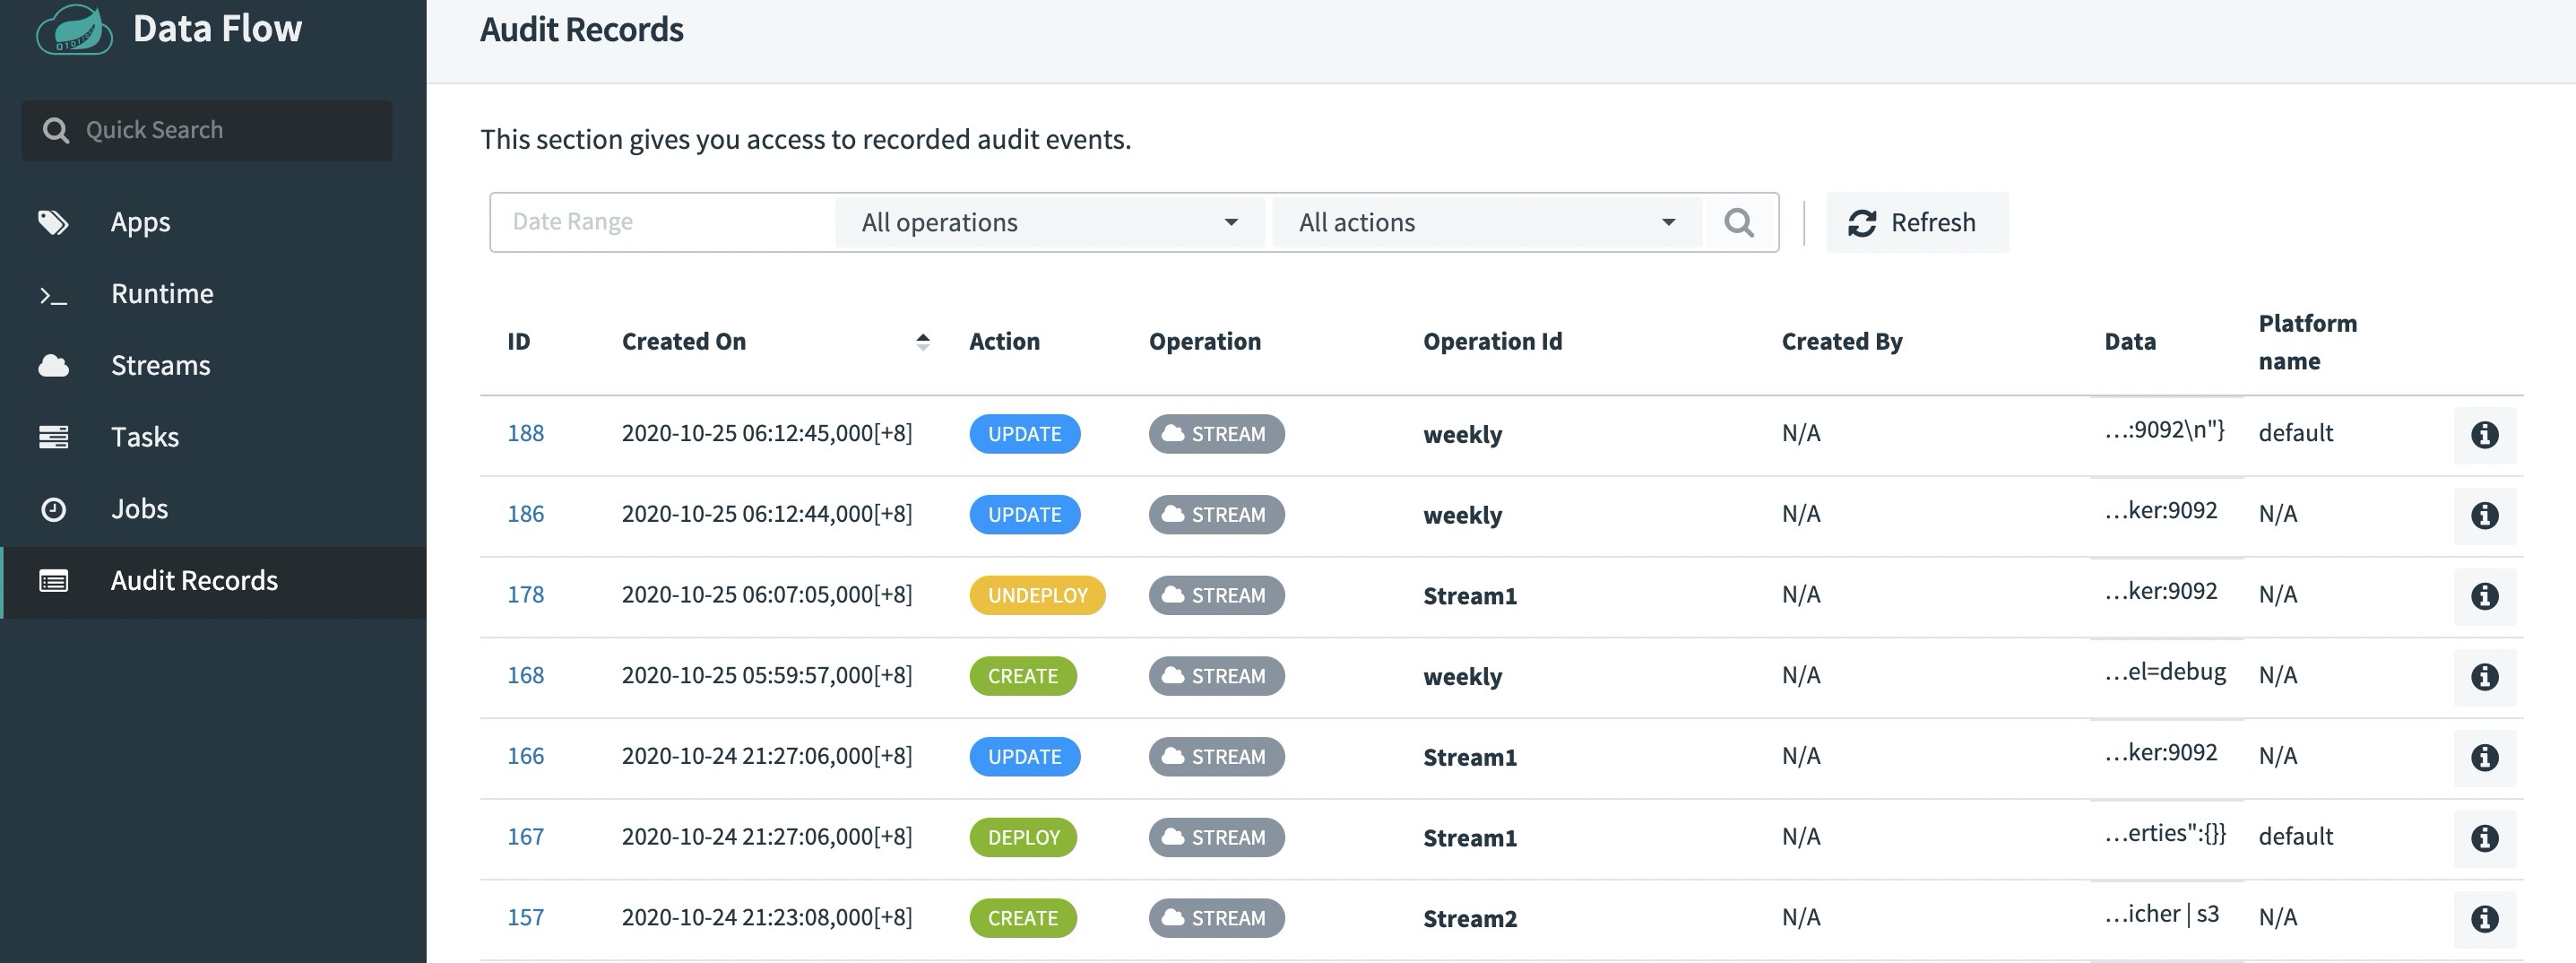 Data Flow
Quick Search
Apps
Runtime
Streams
Tasks
Jobs
Audit Records
Audit Records
This section gives you access to recorded audit events.
Date Range All operations All actions Refresh
ID Created On Action Operation Operation Id Created By Data Platform name
188 2020-10-25 06:12:45,000[+8] UPDATE STREAM weekly N/A …:9092\n"} default
186 2020-10-25 06:12:44,000[+8] UPDATE STREAM weekly N/A …ker:9092 N/A
178 2020-10-25 06:07:05,000[+8] UNDEPLOY STREAM Stream1 N/A …ker:9092 N/A
168 2020-10-25 05:59:57,000[+8] CREATE STREAM weekly N/A …el=debug N/A
166 2020-10-24 21:27:06,000[+8] UPDATE STREAM Stream1 N/A …ker:9092 N/A
167 2020-10-24 21:27:06,000[+8] DEPLOY STREAM Stream1 N/A …erties":{}} default
157 2020-10-24 21:23:08,000[+8] CREATE STREAM Stream2 N/A …icher | s3 N/A